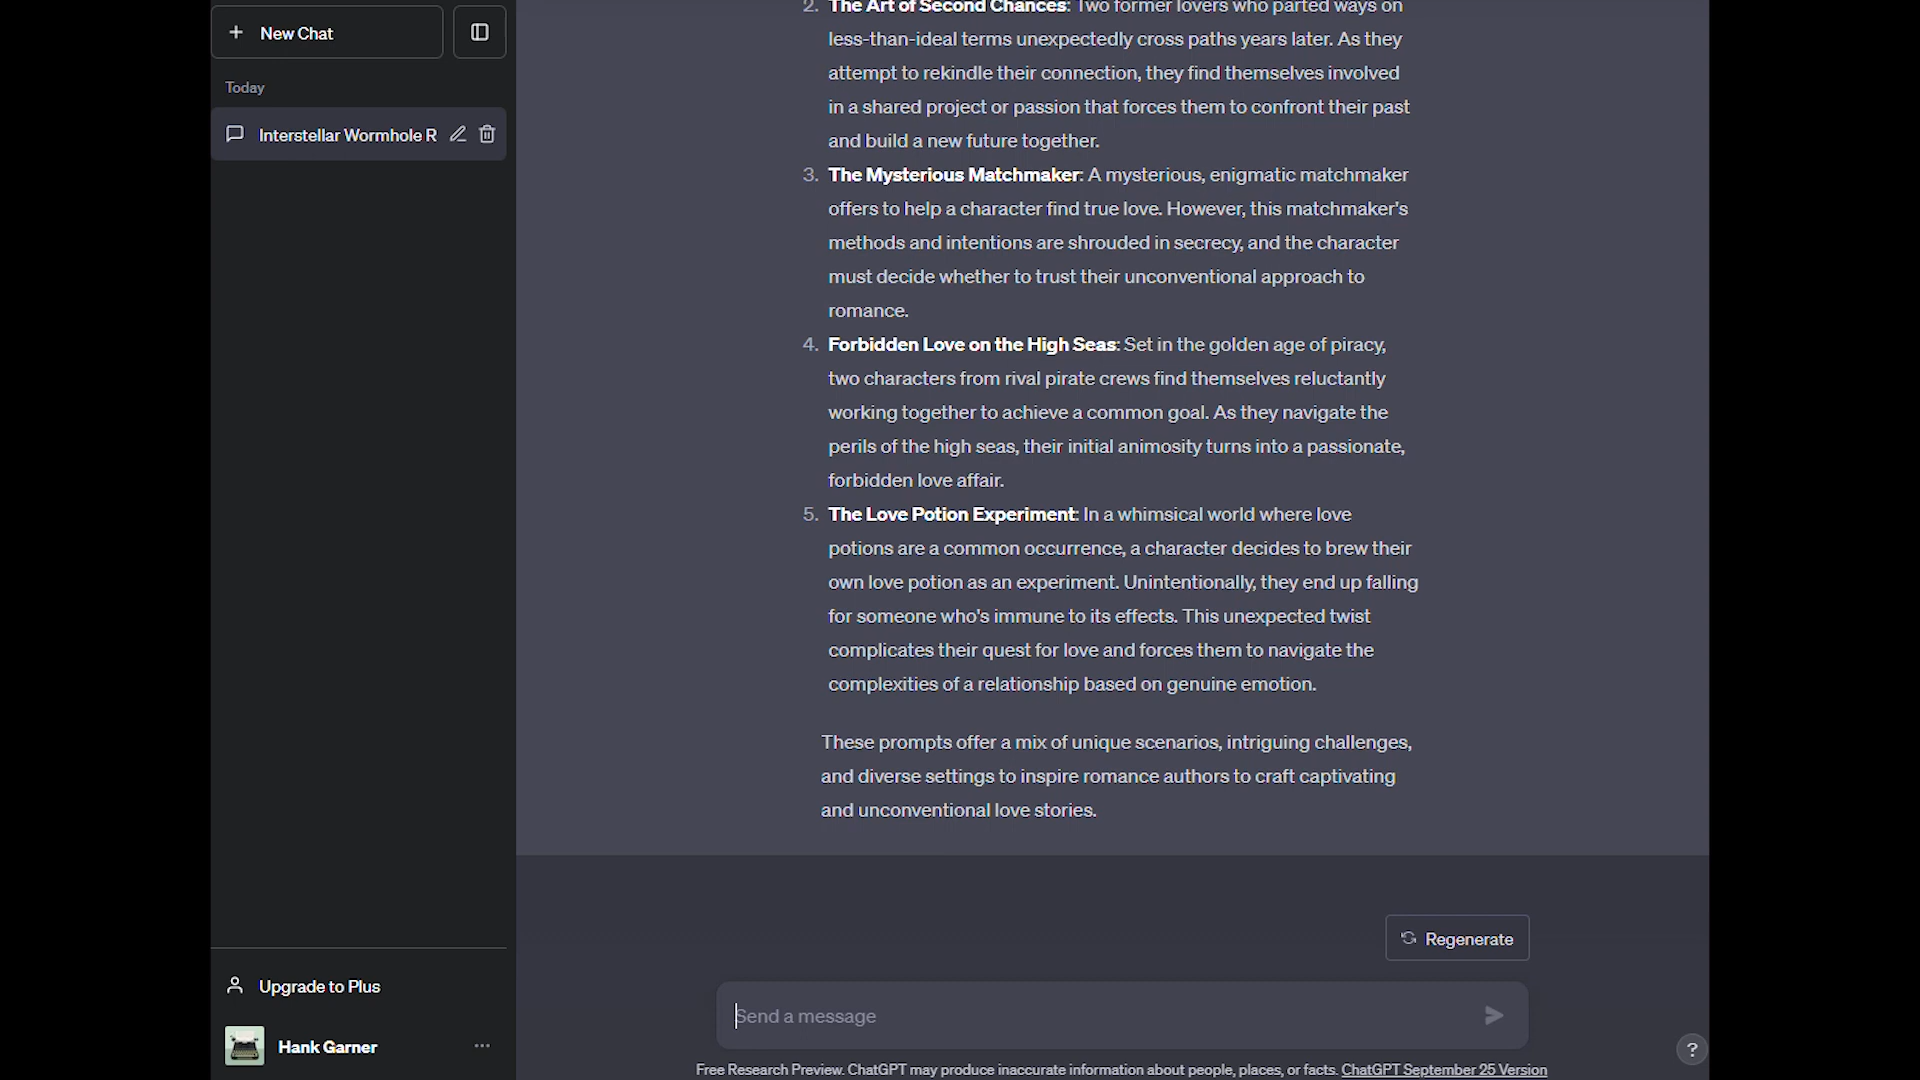 New Chat
Today
Interstellar Wormhole R
2. The Art of Second Chances: Two former lovers who parted ways on
less-than-ideal terms unexpectedly cross paths years later. As they
attempt to rekindle their connection, they find themselves involved
in a shared project or passion that forces them to confront their past
and build a new future together.
3. The Mysterious Matchmaker: A mysterious, enigmatic matchmaker
offers to help a character find true love. However, this matchmaker's
methods and intentions are shrouded in secrecy, and the character
must decide whether to trust their unconventional approach to
romance.
4. Forbidden Love on the High Seas: Set in the golden age of piracy,
two characters from rival pirate crews find themselves reluctantly
working together to achieve a common goal. As they navigate the
perils of the high seas, their initial animosity turns into a passionate,
forbidden love affair.
5. The Love Potion Experiment: In a whimsical world where love
potions are a common occurrence, a character decides to brew their
own love potion as an experiment. Unintentionally, they end up falling
for someone who's immune to its effects. This unexpected twist
complicates their quest for love and forces them to navigate the
complexities of a relationship based on genuine emotion.
These prompts offer a mix of unique scenarios, intriguing challenges,
and diverse settings to inspire romance authors to craft captivating
and unconventional love stories.
Regenerate
Upgrade to Plus
Hank Garner
Send a message
?
Free Research Preview. ChatGPT may produce inaccurate information about people, places, or facts. ChatGPT September 25 Version